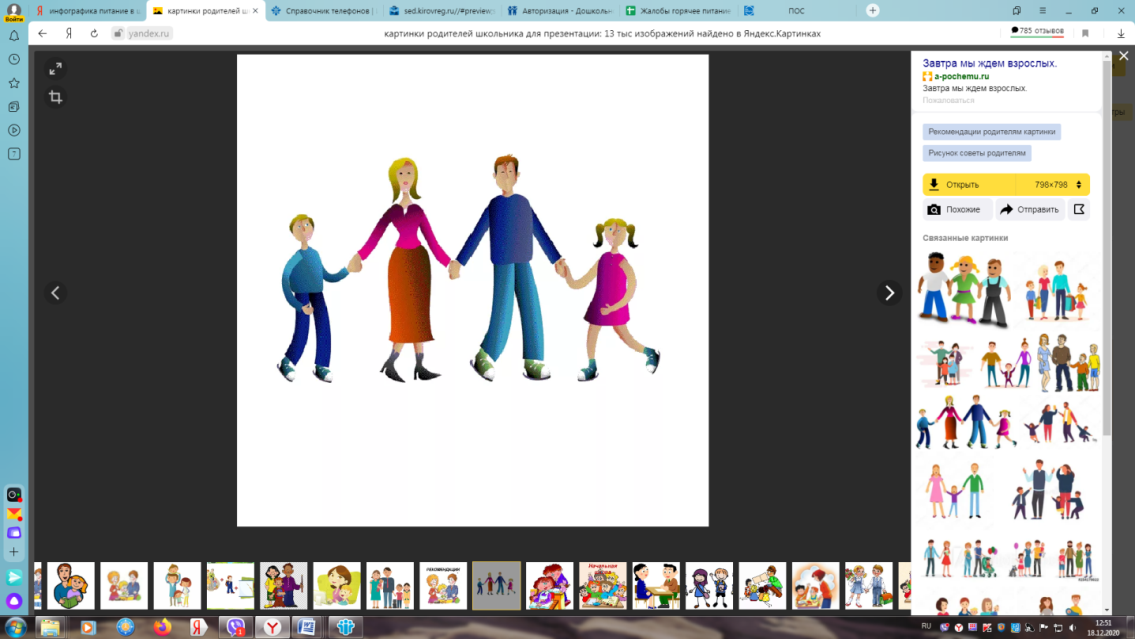 Войти
инфографика питание в ш
картинки родителей ш
Справочник телефонов |
sed.kirovreg.ru//#preview
Авторизация - Дошкольн
Жалобы горячее питание
ПОС
yandex.ru
картинки родителей школьника для презентации: 13 тыс изображений найдено в Яндекс.Картинках
785 отзывов
Завтра мы ждем взрослых.
a-pochemu.ru
Завтра мы ждем взрослых.
Пожаловаться
Рекомендации родителям картинки
Рисунок советы родителям
Открыть
798×798
Похожие
Отправить
Связанные картинки
РЕКОМЕНДАЦИИ
RU
12:51
18.12.2020